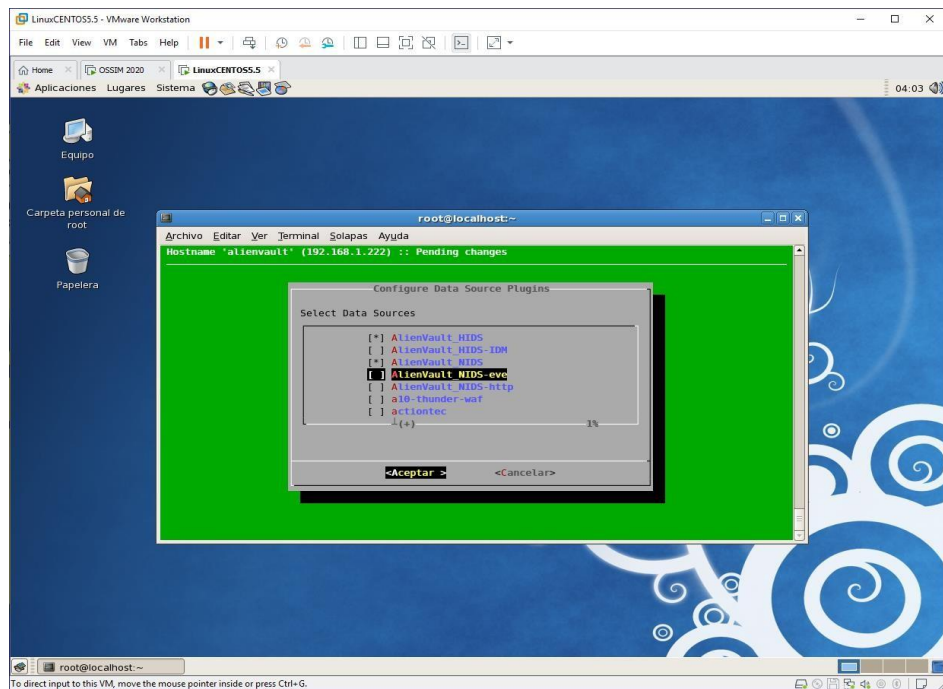 LinuxCENTOS5.5 - VMware Workstation
File Edit View VM Tabs Help
Home OSSIM 2020 LinuxCENTOS5.5
Aplicaciones Lugares Sistema 04:03
Equipo
Carpeta personal de
root
Papelera
root@localhost:~
Archivo Editar Ver Terminal Solapas Ayuda
Hostname 'alienvault' (192.168.1.222) :: Pending changes
Configure Data Source Plugins
Select Data Sources
[*] AlienVault_HIDS
[ ] AlienVault_HIDS-IDM
[*] AlienVault_NIDS
[ ] AlienVault_NIDS-eve
[ ] AlienVault_NIDS-http
[ ] a10-thunder-waf
[ ] actiontec
(+) 1%
<Aceptar > <Cancelar>
root@localhost:~
To direct input to this VM, move the mouse pointer inside or press Ctrl+G.